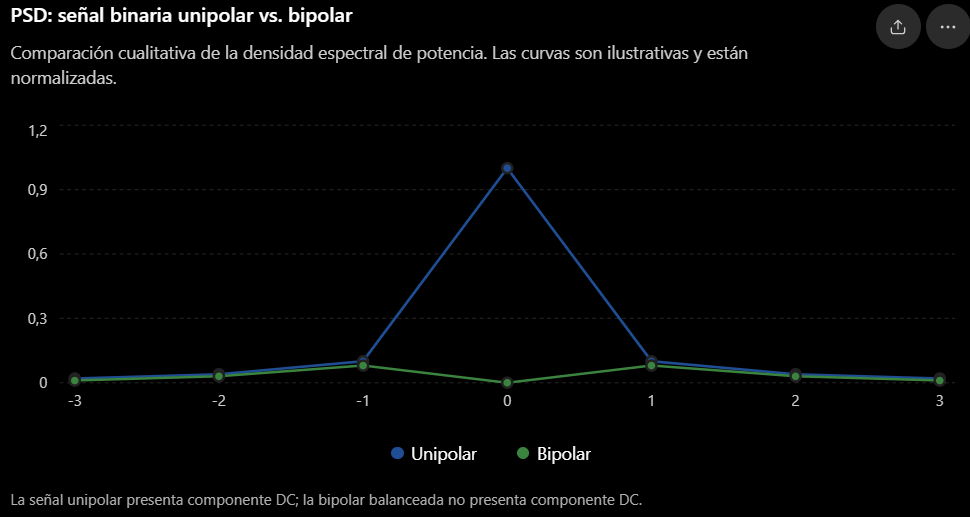 PSD: señal binaria unipolar vs. bipolar
Comparación cualitativa de la densidad espectral de potencia. Las curvas son ilustrativas y están
normalizadas.
1,2
0,9
0,6
0,3
0
-3 -2 -1 0 1 2 3
Unipolar Bipolar
La señal unipolar presenta componente DC; la bipolar balanceada no presenta componente DC.